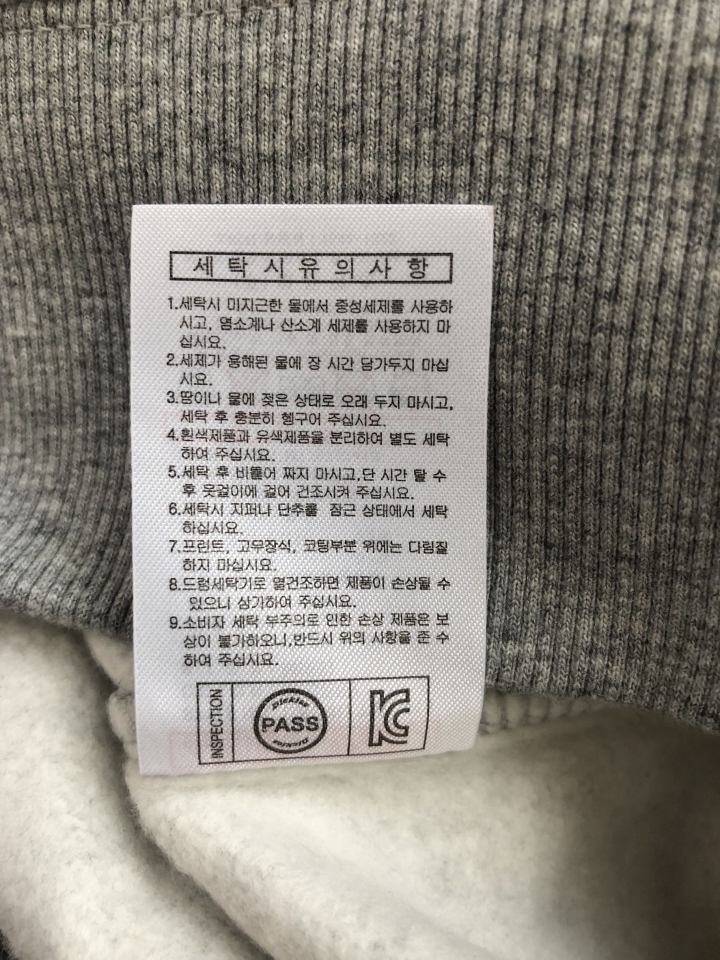 세탁시유의사항
1.세탁시 미지근한 물에서 중성세제를 사용하
시고, 염소계나 산소계 세제를 사용하지 마
십시요.
2.세제가 용해된 물에 장 시간 담가두지 마십
시요.
3.땀이나 물에 젖은 상태로 오래 두지 마시고,
세탁 후 충분히 헹구어 주십시요.
4.흰색제품과 유색제품을 분리하여 별도 세탁
하여 주십시요.
5.세탁 후 비틀어 짜지 마시고,단 시간 탈 수
후 옷걸이에 걸어 건조시켜 주십시요.
6.세탁시 지퍼나 단추를 잠근 상태에서 세탁
하십시요.
7.프린트, 고무장식, 코팅부분 위에는 다림질
하지 마십시요.
8.드럼세탁기로 열건조하면 제품이 손상될 수
있으니 삼가하여 주십시요.
9.소비자 세탁 부주의로 인한 손상 제품은 보
상이 불가하오니,반드시 위의 사항을 준 수
하여 주십시요.
INSPECTION
Dickies
PASS
Dickies
KC